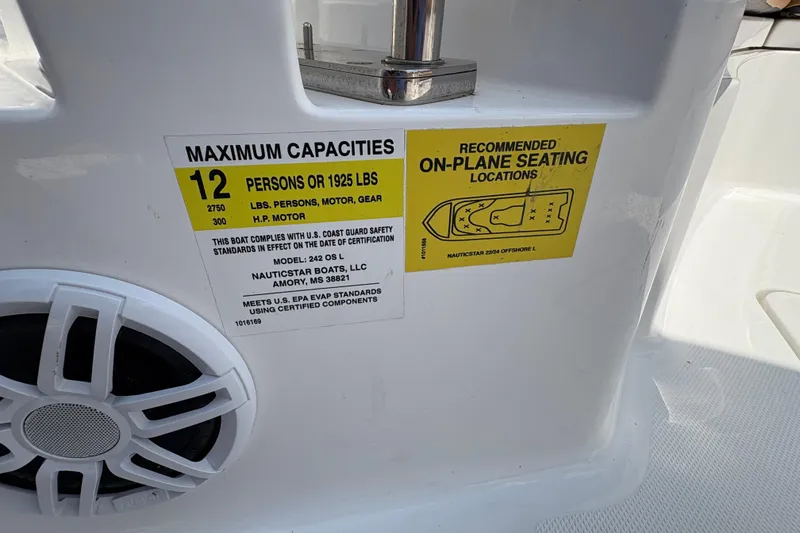 MAXIMUM CAPACITIES
12 PERSONS OR 1925 LBS
2750 LBS. PERSONS, MOTOR, GEAR
300 H.P. MOTOR
THIS BOAT COMPLIES WITH U.S. COAST GUARD SAFETY
STANDARDS IN EFFECT ON THE DATE OF CERTIFICATION
MODEL: 242 OS L
NAUTICSTAR BOATS, LLC
AMORY, MS 38821
MEETS U.S. EPA EVAP STANDARDS
USING CERTIFIED COMPONENTS
1016169
RECOMMENDED
ON-PLANE SEATING
LOCATIONS
NAUTICSTAR 22/24 OFFSHORE L